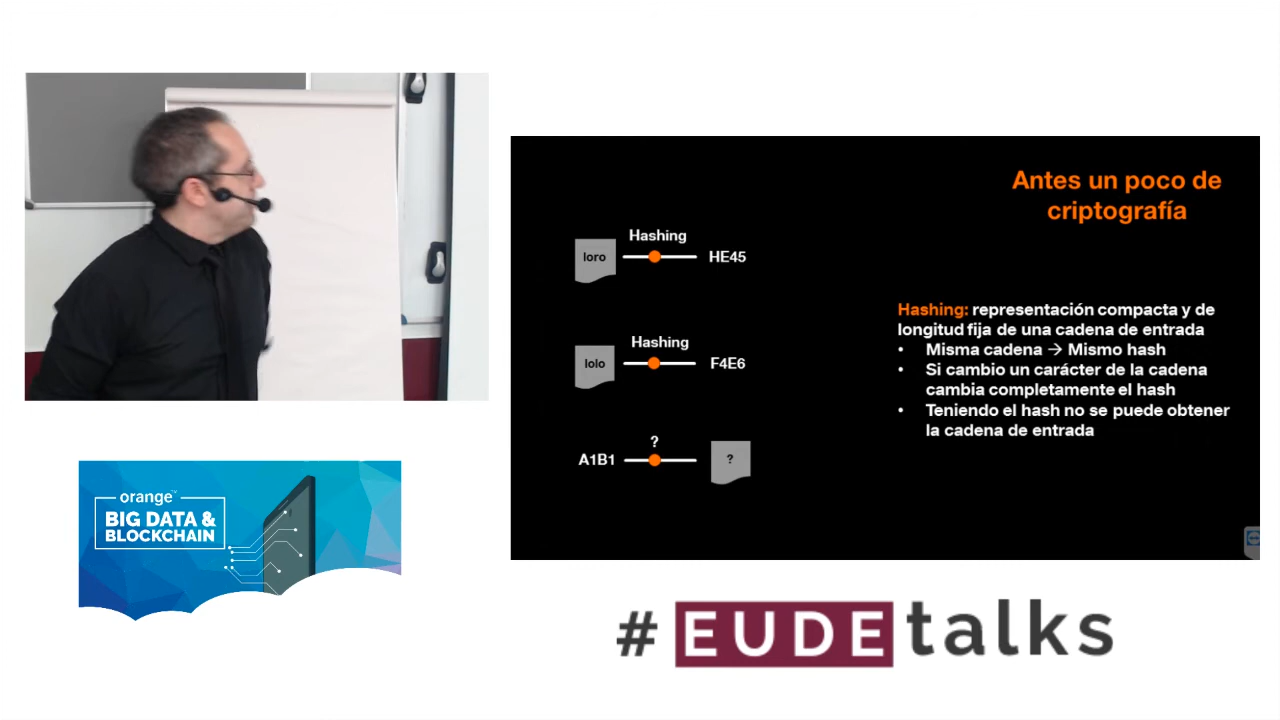 Antes un poco de
criptografía
Hashing
loro
HE45
Hashing
lolo
F4E6
?
A1B1
?
Hashing: representación compacta y de
longitud fija de una cadena de entrada
• Misma cadena → Mismo hash
• Si cambio un carácter de la cadena
cambia completamente el hash
• Teniendo el hash no se puede obtener
la cadena de entrada
orange™
BIG DATA &
BLOCKCHAIN
# EUDEtalks